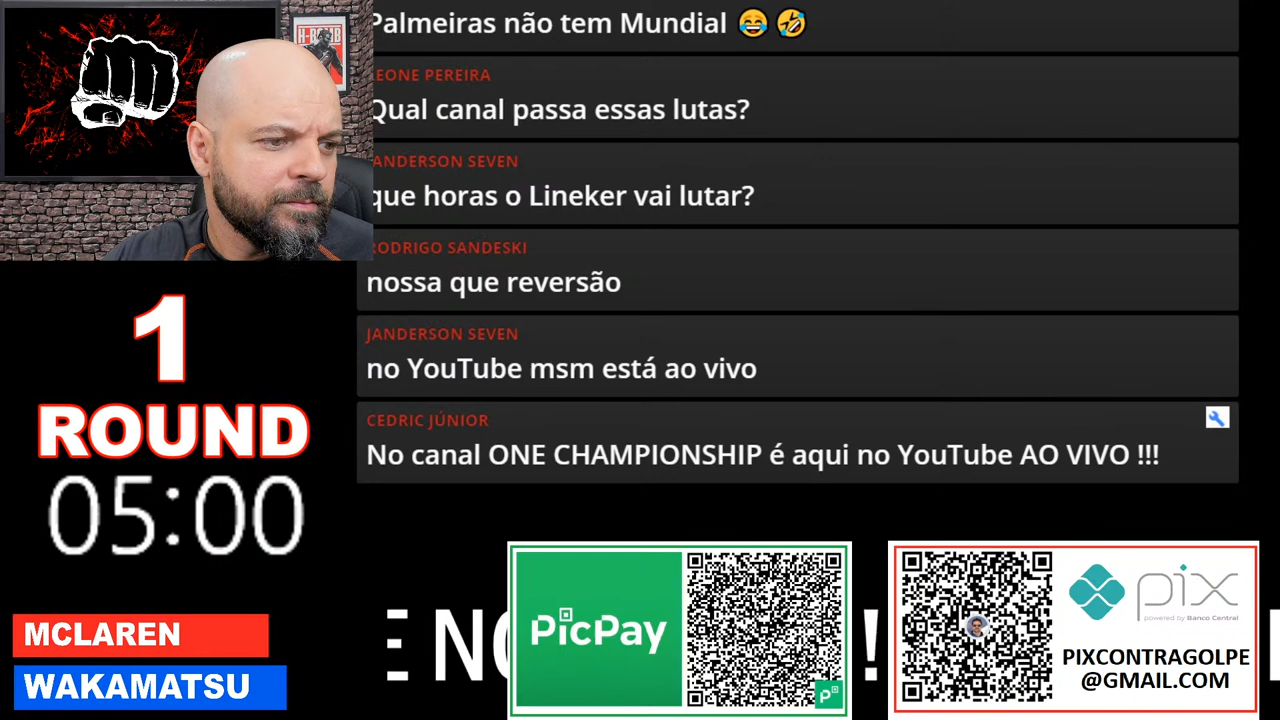 H-BOMB
Palmeiras não tem Mundial 😂 🤣
EONE PEREIRA
Qual canal passa essas lutas?
ANDERSON SEVEN
que horas o Lineker vai lutar?
RODRIGO SANDESKI
nossa que reversão
JANDERSON SEVEN
no YouTube msm está ao vivo
CEDRIC JÚNIOR
No canal ONE CHAMPIONSHIP é aqui no YouTube AO VIVO !!!
1
ROUND
05:00
MCLAREN
WAKAMATSU
E NO
!
PicPay
pix
powered by Banco Central
PIXCONTRAGOLPE
@GMAIL.COM